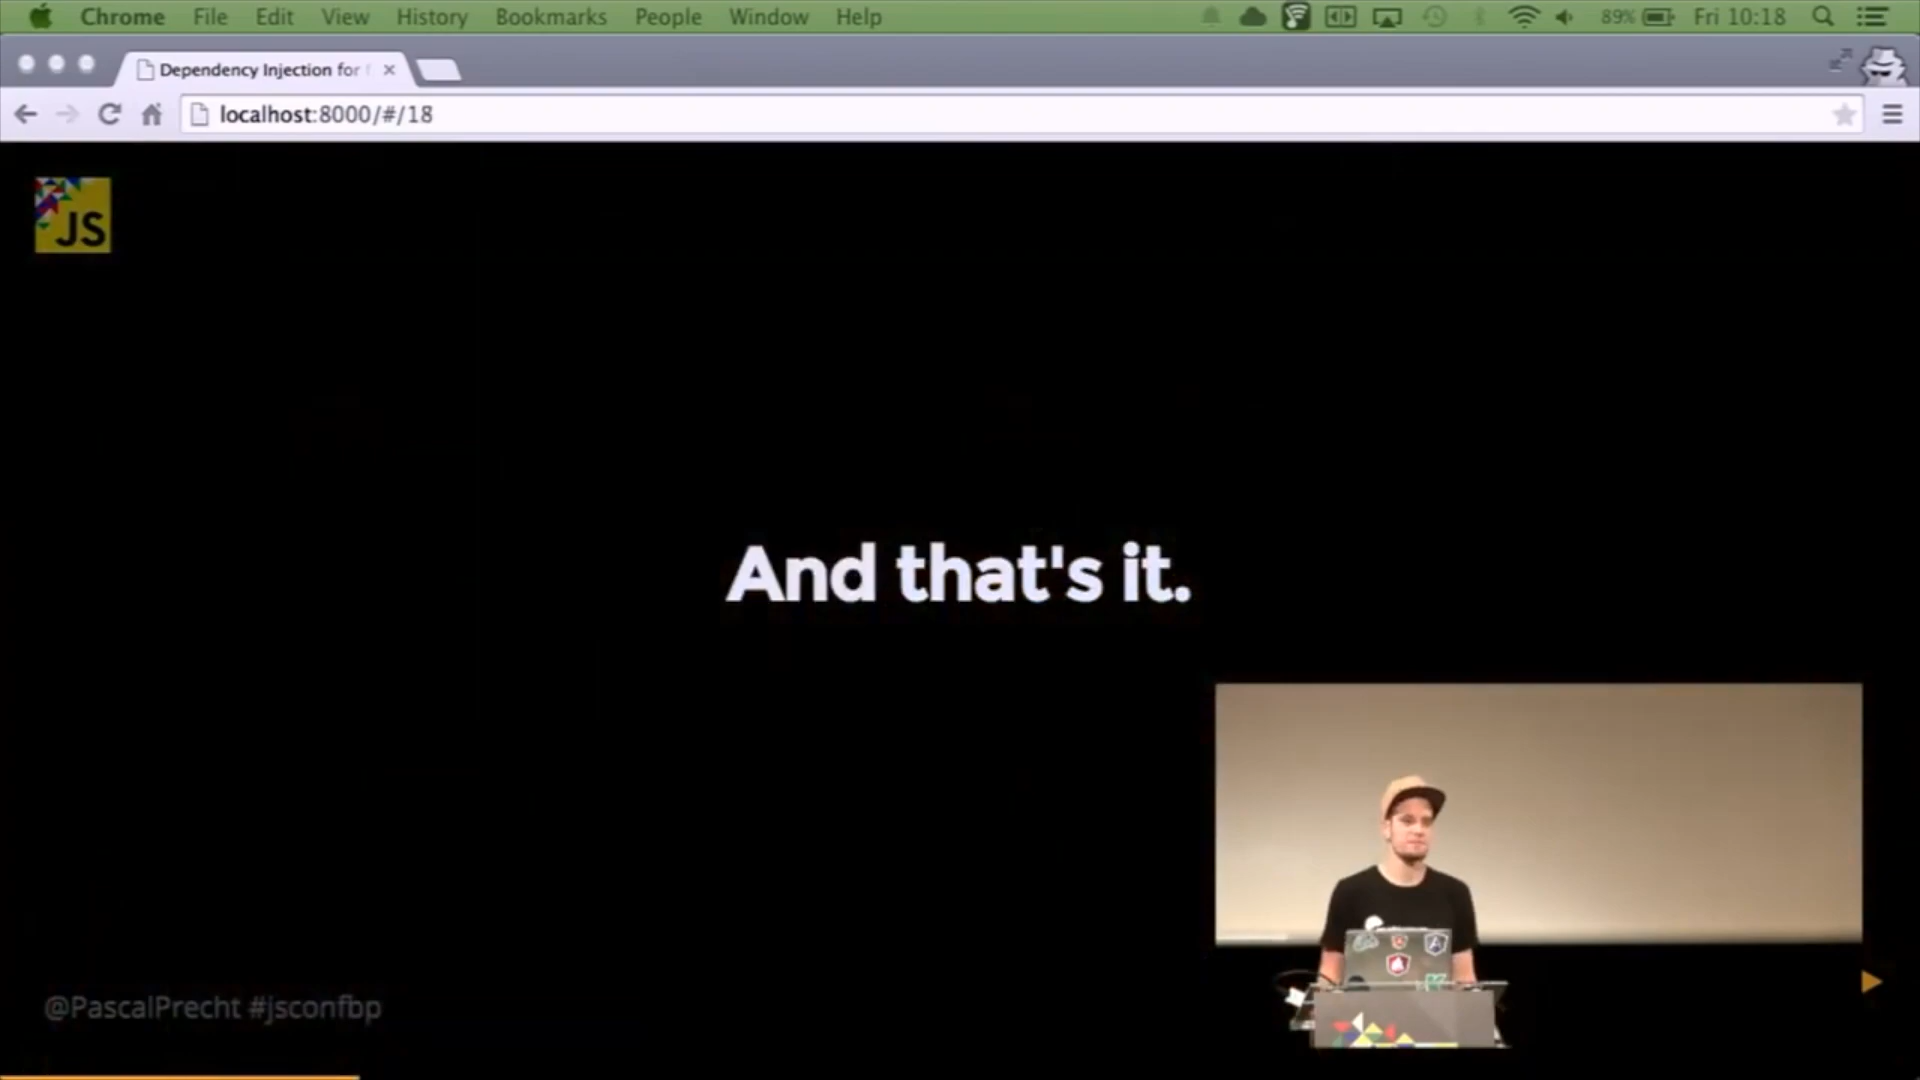 Chrome File Edit View History Bookmarks People Window Help 89% Fri 10:18
Dependency Injection for
localhost:8000/#/18
JS
And that's it.
@PascalPrecht #jsconfbp